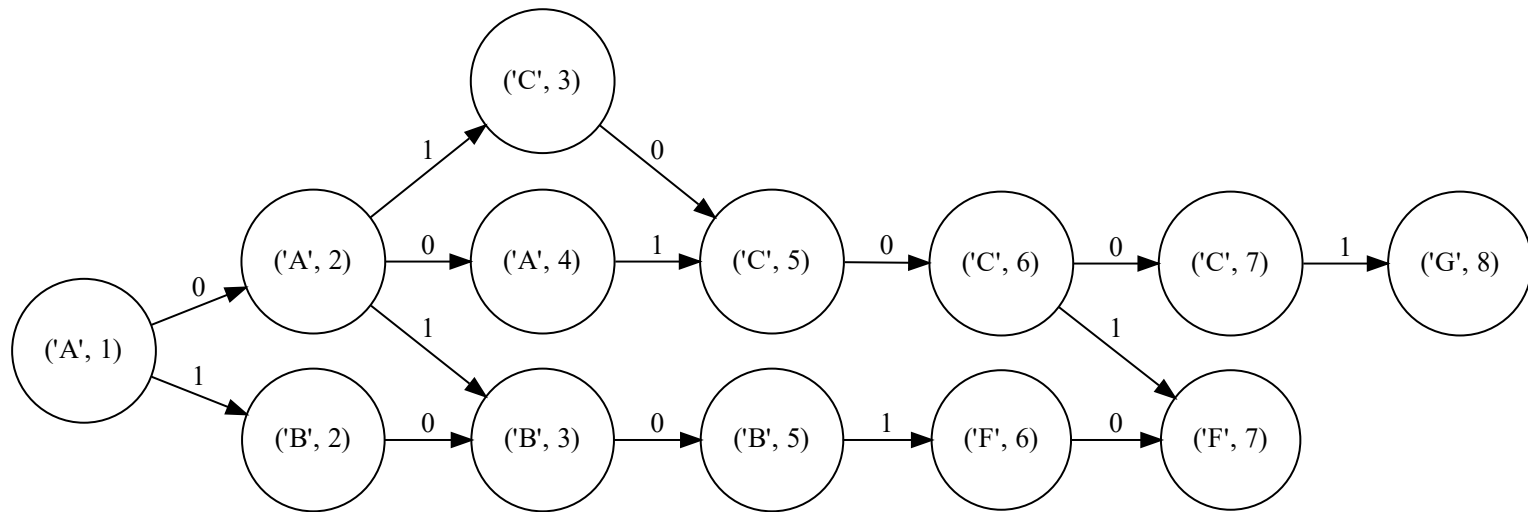 ('C', 3)
1
0
('A', 2)
0
('A', 4)
1
('C', 5)
0
('C', 6)
0
('C', 7)
1
('G', 8)
0
('A', 1)
1
1
1
('B', 2)
0
('B', 3)
0
('B', 5)
1
('F', 6)
0
('F', 7)